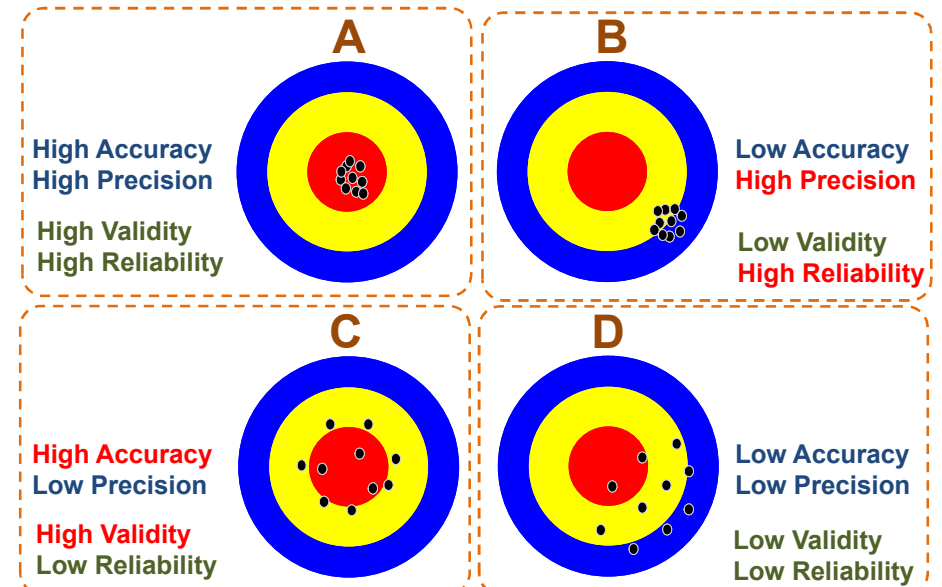 A
High Accuracy
High Precision
High Validity
High Reliability
B
Low Accuracy
High Precision
Low Validity
High Reliability
C
High Accuracy
Low Precision
High Validity
Low Reliability
D
Low Accuracy
Low Precision
Low Validity
Low Reliability